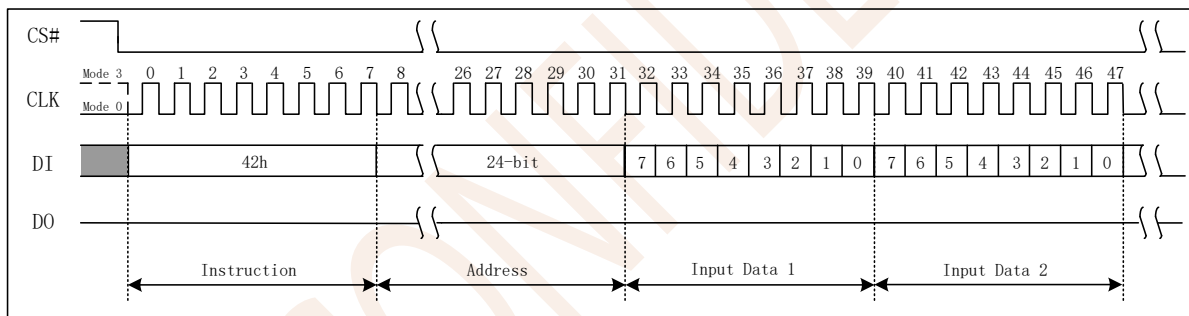 CS#
Mode 3 0 1 2 3 4 5 6 7 8 26 27 28 29 30 31 32 33 34 35 36 37 38 39 40 41 42 43 44 45 46 47
CLK
Mode 0
DI 42h 24-bit 7 6 5 4 3 2 1 0 7 6 5 4 3 2 1 0
DO
Instruction Address Input Data 1 Input Data 2